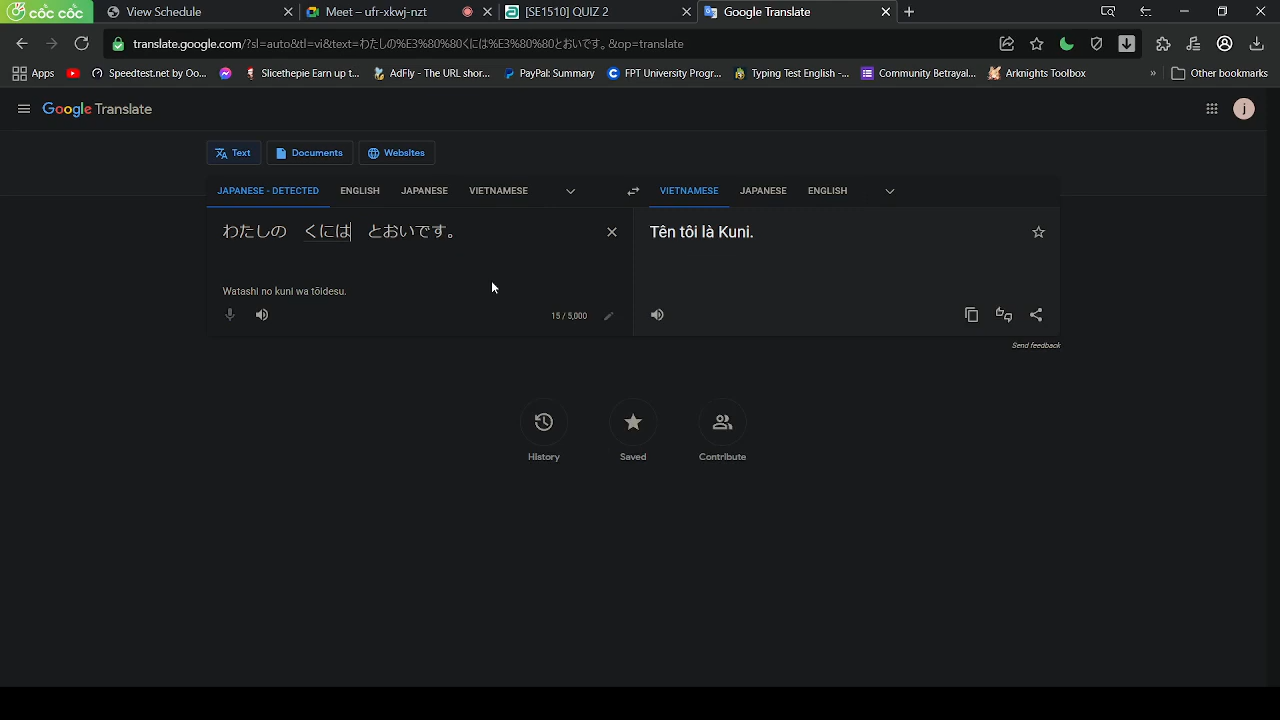 cốc cốc View Schedule Meet – ufr-xkwj-nzt [SE1510] QUIZ 2 Google Translate
translate.google.com/?sl=auto&tl=vi&text=わたしの%E3%80%80くには%E3%80%80とおいです。&op=translate
Apps Speedtest.net by Oo... Slicethepie Earn up t... AdFly - The URL shor... PayPal Summary FPT University Progr... Typing Test English -... Community Betrayal... Arknights Toolbox » Other bookmarks
Google Translate j
Text Documents Websites
JAPANESE - DETECTED ENGLISH JAPANESE VIETNAMESE VIETNAMESE JAPANESE ENGLISH
わたしの　くには　とおいです。
Tên tôi là Kuni.
Watashi no kuni wa tōidesu.
15 / 5,000
Send feedback
History Saved Contribute